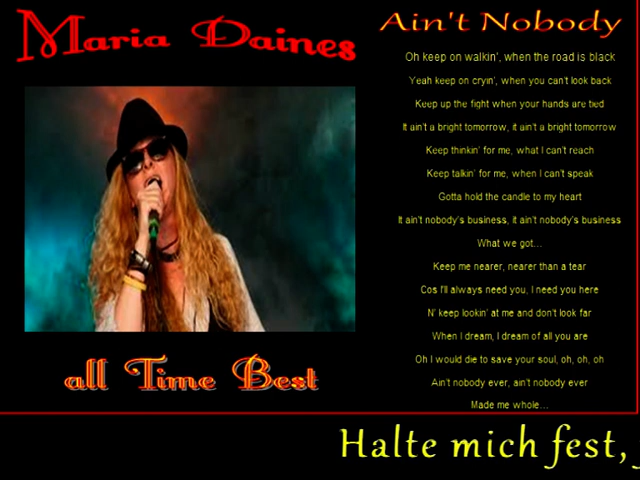 Maria Daines
Ain't Nobody
Oh keep on walkin', when the road is black
Yeah keep on cryin', when you can't look back
Keep up the fight when your hands are tied
It ain't a bright tomorrow, it ain't a bright tomorrow
Keep thinkin' for me, what I can't reach
Keep talkin' for me, when I can't speak
Gotta hold the candle to my heart
It ain't nobody's business, it ain't nobody's business
What we got...
Keep me nearer, nearer than a tear
Cos I'll always need you, I need you here
N' keep lookin' at me and don't look far
When I dream, I dream of all you are
Oh I would die to save your soul, oh, oh, oh
Ain't nobody ever, ain't nobody ever
Made me whole...
all Time Best
Halte mich fest,